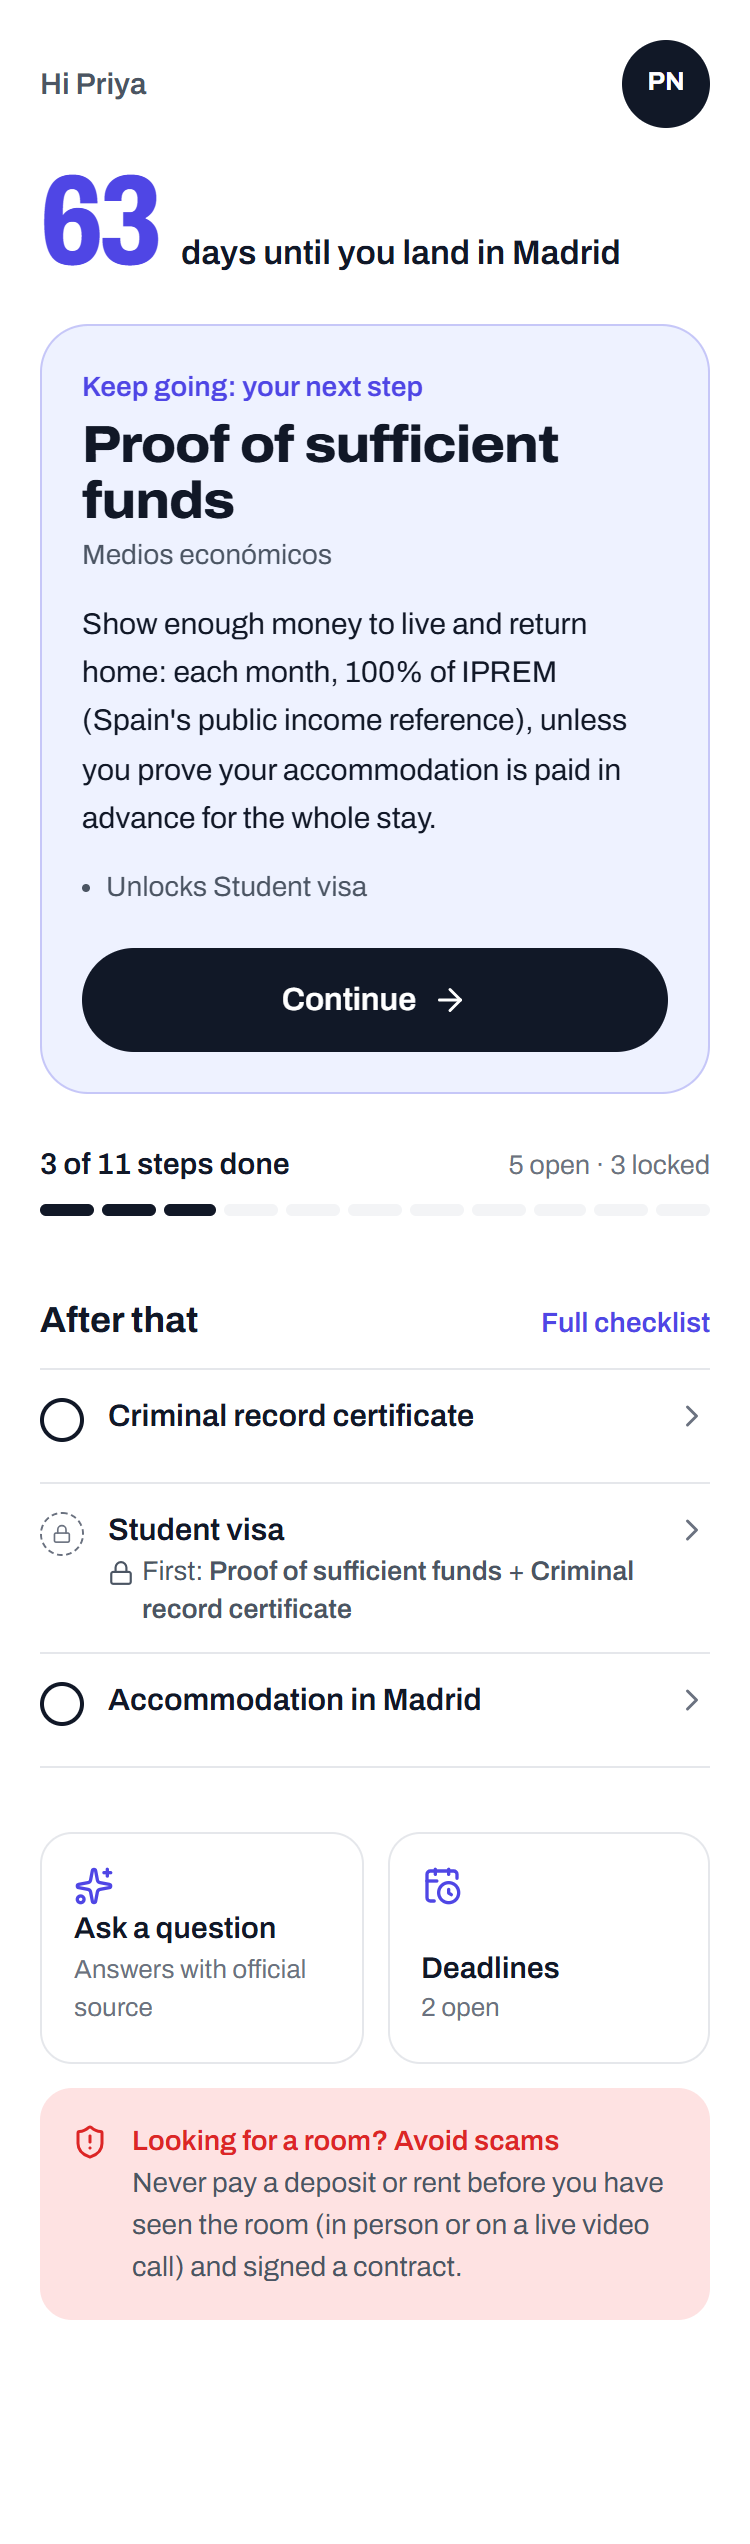 Hi Priya
PN
63 days until you land in Madrid
Keep going: your next step
Proof of sufficient
funds
Medios económicos
Show enough money to live and return
home: each month, 100% of IPREM
(Spain's public income reference), unless
you prove your accommodation is paid in
advance for the whole stay.
• Unlocks Student visa
Continue →
3 of 11 steps done
5 open · 3 locked
After that
Full checklist
Criminal record certificate
Student visa
First: Proof of sufficient funds + Criminal
record certificate
Accommodation in Madrid
Ask a question
Answers with official
source
Deadlines
2 open
Looking for a room? Avoid scams
Never pay a deposit or rent before you have
seen the room (in person or on a live video
call) and signed a contract.